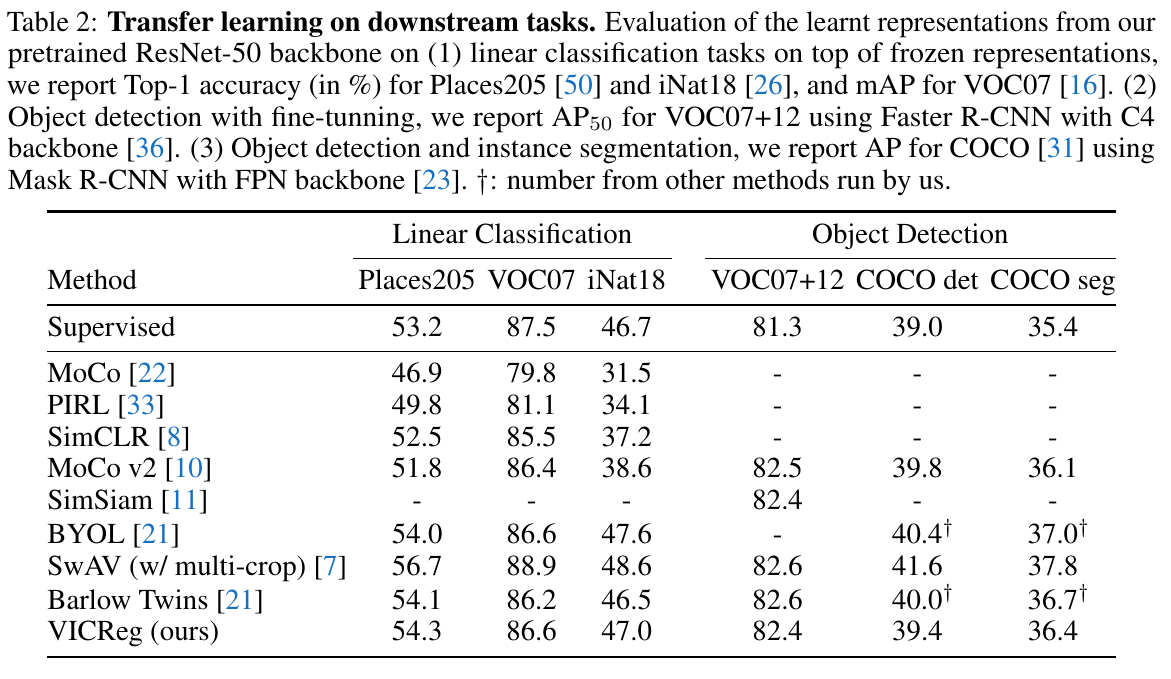 Table 2: Transfer learning on downstream tasks. Evaluation of the learnt representations from our
pretrained ResNet-50 backbone on (1) linear classification tasks on top of frozen representations,
we report Top-1 accuracy (in %) for Places205 [50] and iNat18 [26], and mAP for VOC07 [16]. (2)
Object detection with fine-tunning, we report AP50 for VOC07+12 using Faster R-CNN with C4
backbone [36]. (3) Object detection and instance segmentation, we report AP for COCO [31] using
Mask R-CNN with FPN backbone [23]. †: number from other methods run by us.
Linear Classification Object Detection
Method Places205 VOC07 iNat18 VOC07+12 COCO det COCO seg
Supervised 53.2 87.5 46.7 81.3 39.0 35.4
MoCo [22] 46.9 79.8 31.5 - - -
PIRL [33] 49.8 81.1 34.1 - - -
SimCLR [8] 52.5 85.5 37.2 - - -
MoCo v2 [10] 51.8 86.4 38.6 82.5 39.8 36.1
SimSiam [11] - - - 82.4 - -
BYOL [21] 54.0 86.6 47.6 - 40.4† 37.0†
SwAV (w/ multi-crop) [7] 56.7 88.9 48.6 82.6 41.6 37.8
Barlow Twins [21] 54.1 86.2 46.5 82.6 40.0† 36.7†
VICReg (ours) 54.3 86.6 47.0 82.4 39.4 36.4